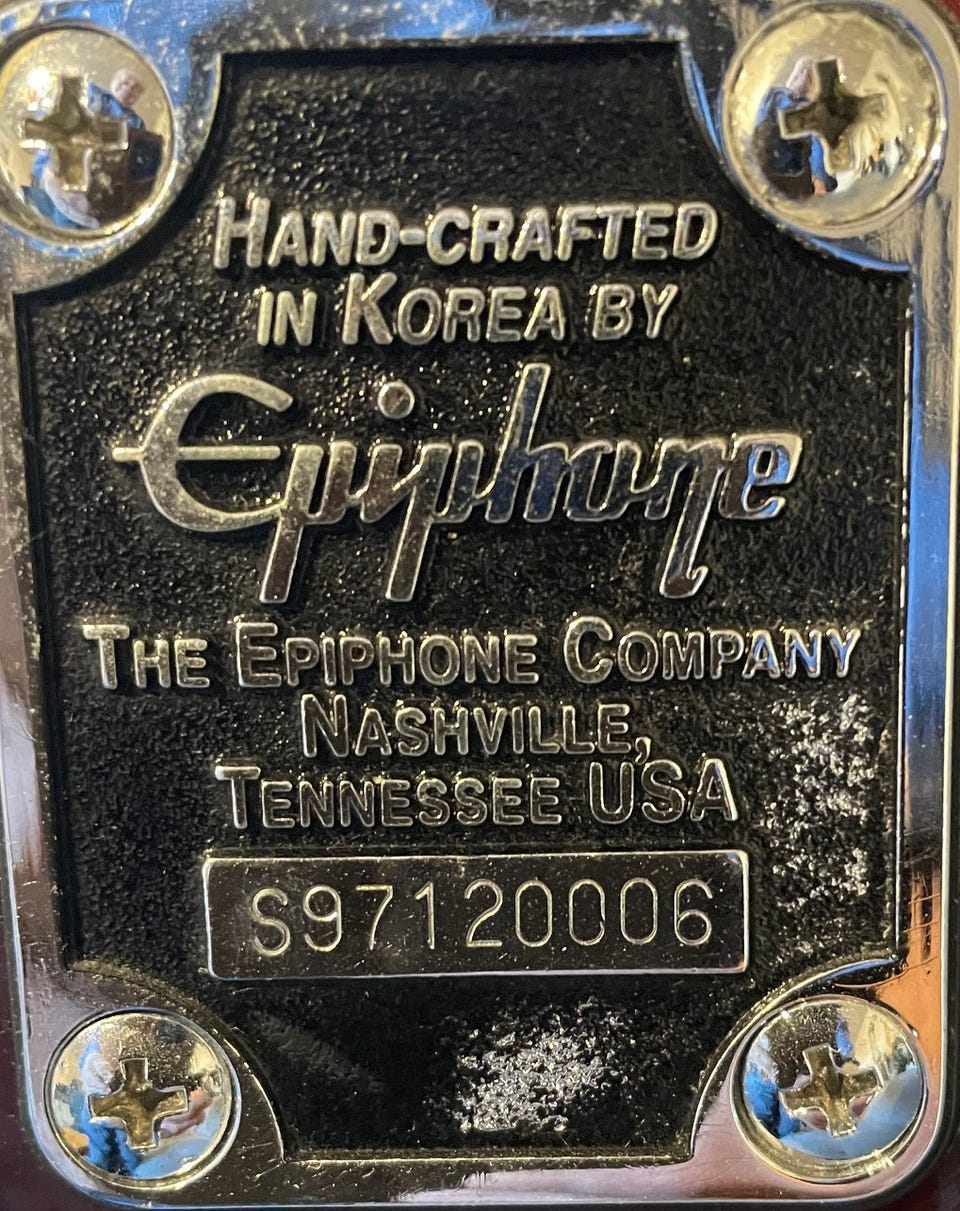 HAND-CRAFTED
IN KOREA BY
Epiphone
THE EPIPHONE COMPANY
NASHVILLE,
TENNESSEE USA
S97120006